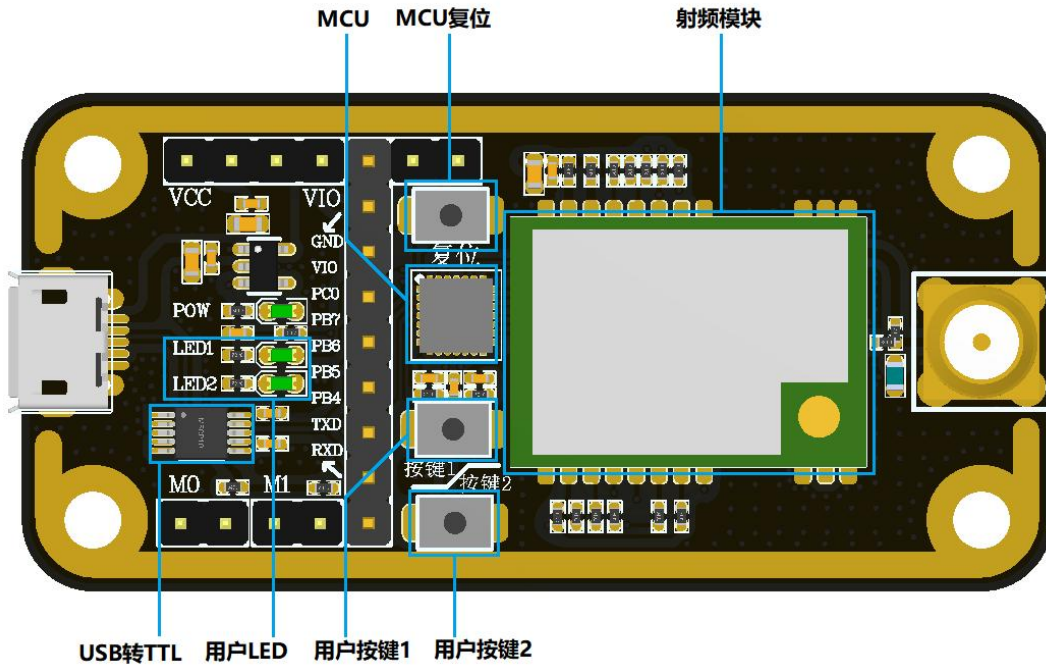 MCU
MCU复位
射频模块
VCC
VIO
复位
GND
VIO
PC0
POW
PB7
LED1
PB6
LED2
PB5
PB4
TXD
RXD
按键1
按键2
M0
M1
USB转TTL
用户LED
用户按键1
用户按键2